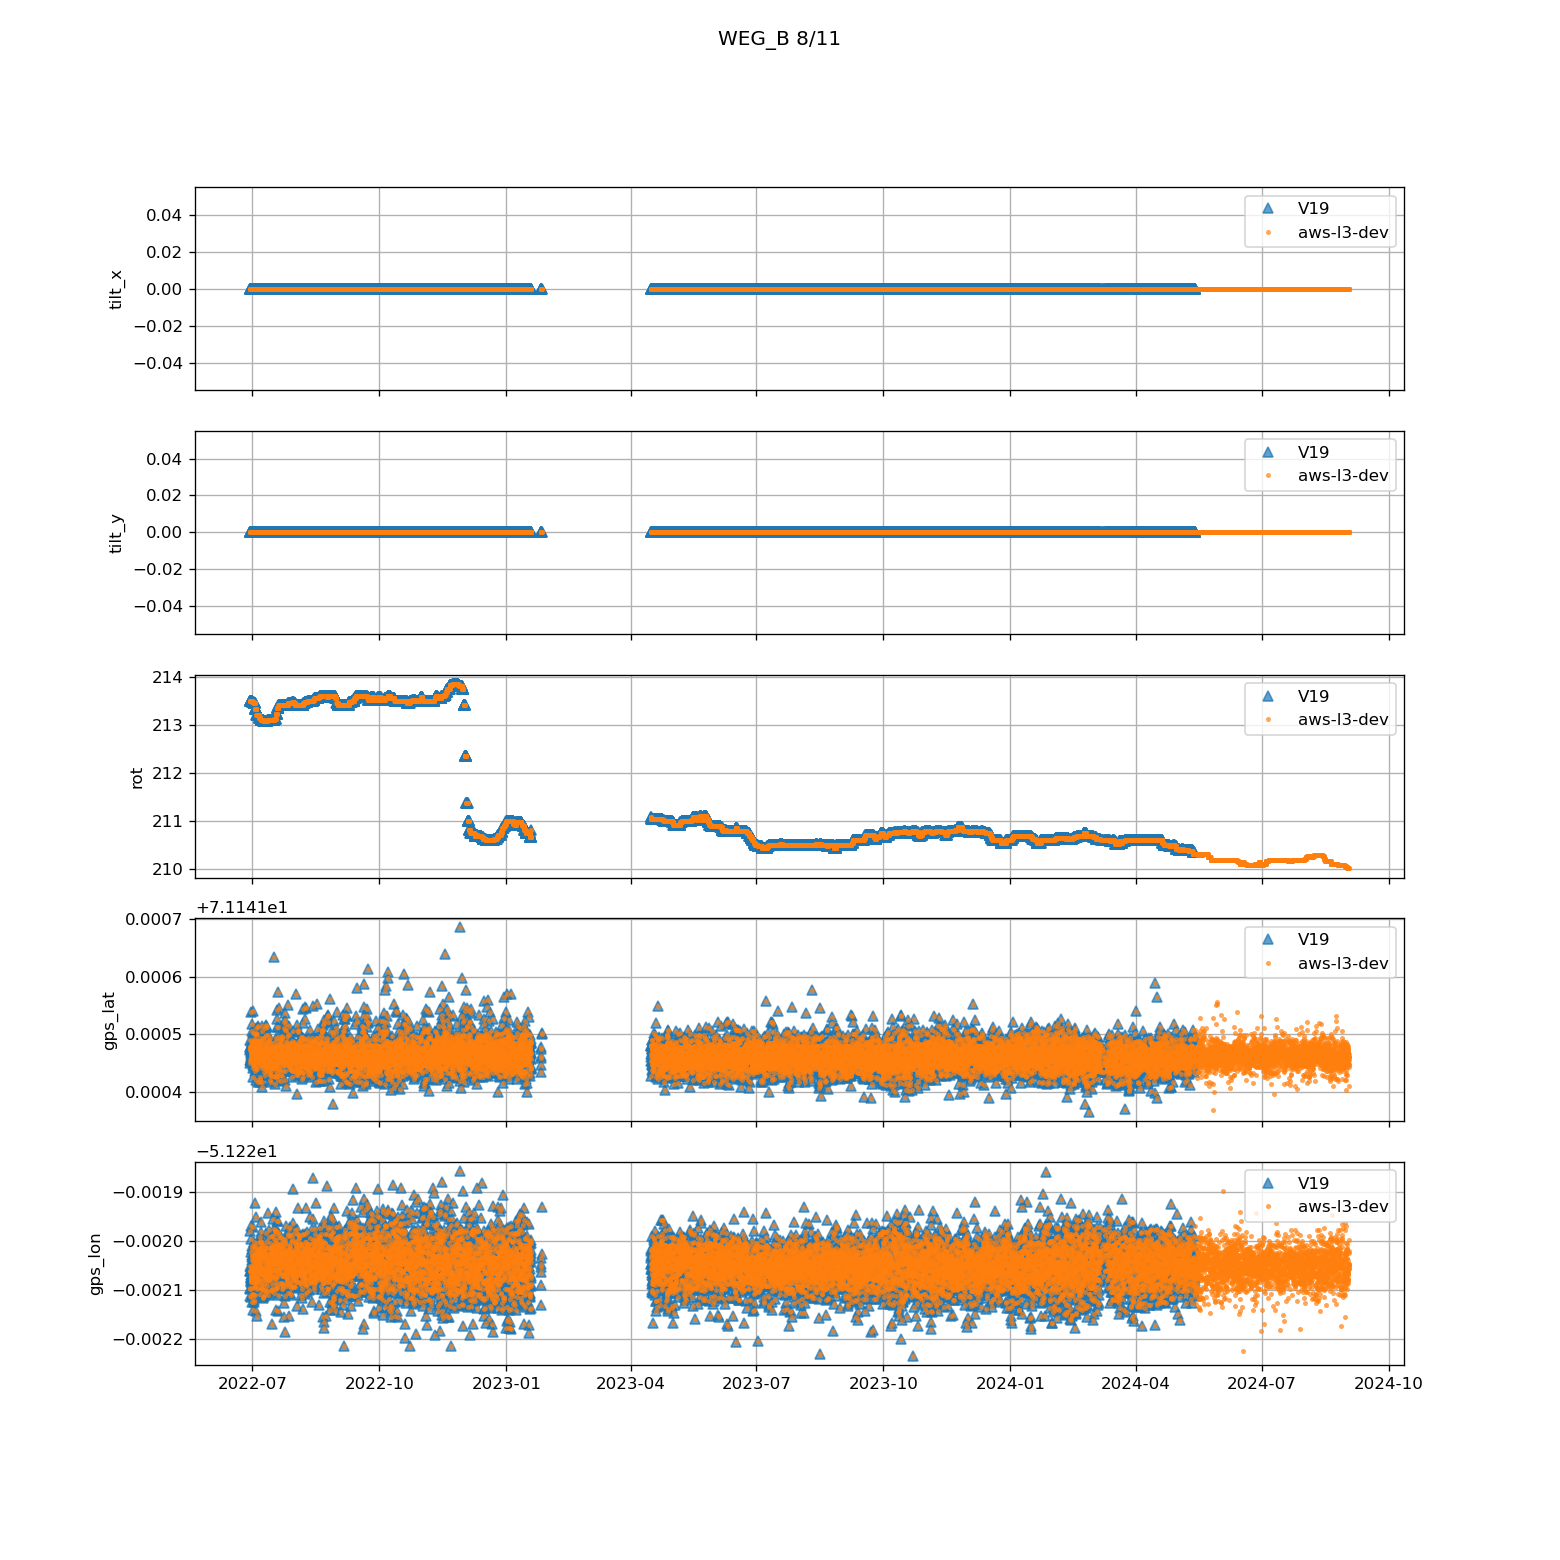 WEG_B 8/11
tilt_x
0.04
0.02
0.00
−0.02
−0.04
V19
aws-l3-dev
tilt_y
0.04
0.02
0.00
−0.02
−0.04
V19
aws-l3-dev
rot
214
213
212
211
210
V19
aws-l3-dev
+7.1141e1
gps_lat
0.0007
0.0006
0.0005
0.0004
V19
aws-l3-dev
−5.122e1
gps_lon
−0.0019
−0.0020
−0.0021
−0.0022
V19
aws-l3-dev
2022-07 2022-10 2023-01 2023-04 2023-07 2023-10 2024-01 2024-04 2024-07 2024-10